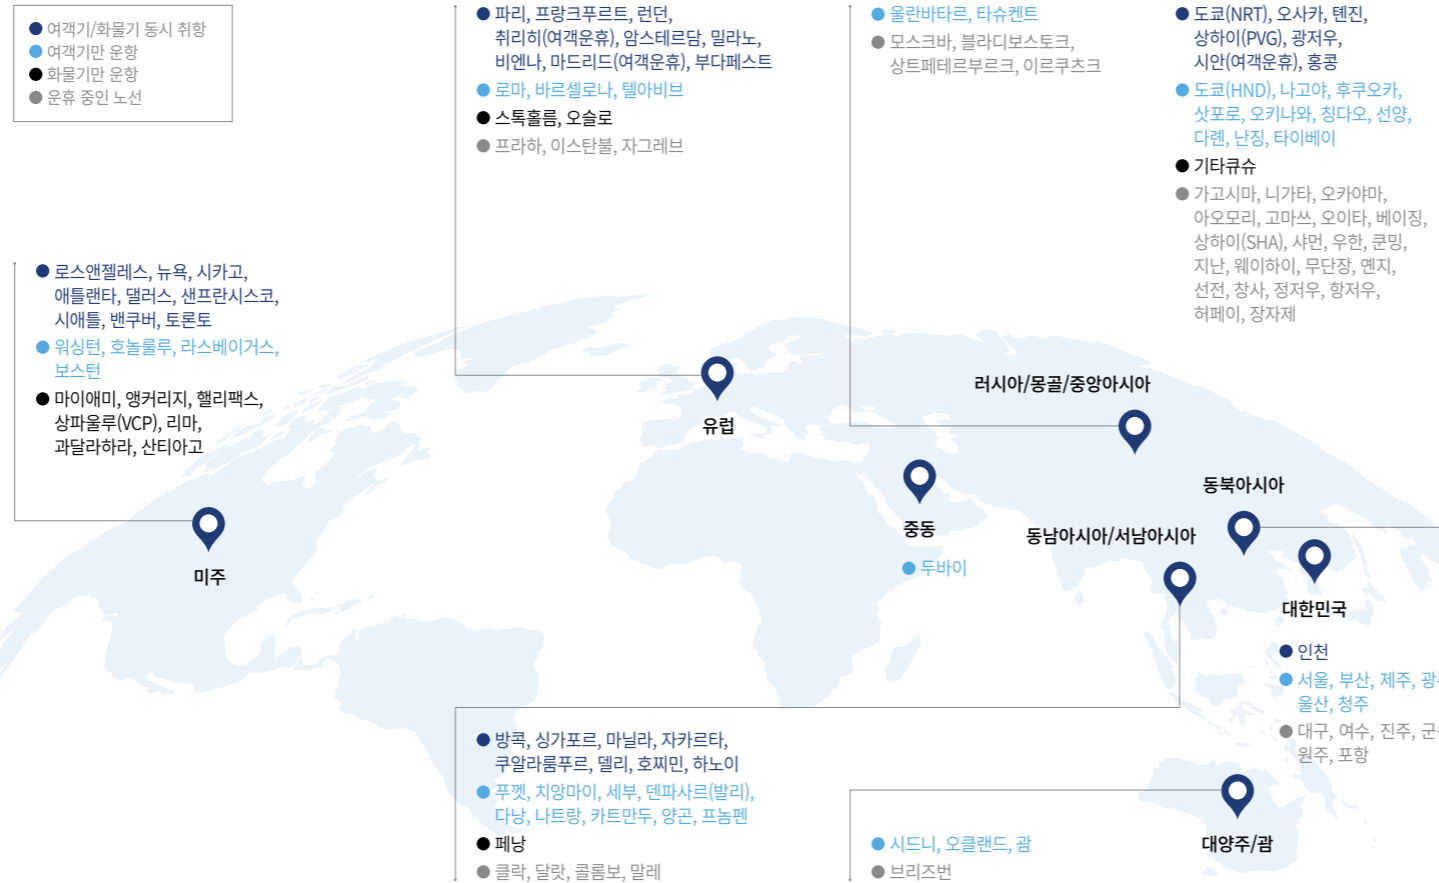 여객기/화물기 동시 취항
여객기만 운항
화물기만 운항
운휴 중인 노선
로스앤젤레스, 뉴욕, 시카고,
애틀랜타, 댈러스, 샌프란시스코,
시애틀, 밴쿠버, 토론토
워싱턴, 호놀룰루, 라스베이거스,
보스턴
마이애미, 앵커리지, 핼리팩스,
상파울루(VCP), 리마,
과달라하라, 산티아고
미주
파리, 프랑크푸르트, 런던,
취리히(여객운휴), 암스테르담, 밀라노,
비엔나, 마드리드(여객운휴), 부다페스트
로마, 바르셀로나, 텔아비브
스톡홀름, 오슬로
프라하, 이스탄불, 자그레브
유럽
울란바타르, 타슈켄트
모스크바, 블라디보스토크,
상트페테르부르크, 이르쿠츠크
러시아/몽골/중앙아시아
도쿄(NRT), 오사카, 톈진,
상하이(PVG), 광저우,
시안(여객운휴), 홍콩
도쿄(HND), 나고야, 후쿠오카,
삿포로, 오키나와, 칭다오, 선양,
다롄, 난징, 타이베이
기타큐슈
가고시마, 니가타, 오카야마,
아오모리, 고마쓰, 오이타, 베이징,
상하이(SHA), 샤먼, 우한, 쿤밍,
지난, 웨이하이, 무단장, 옌지,
선전, 창사, 정저우, 항저우,
허페이, 장자제
동북아시아
중동
두바이
동남아시아/서남아시아
방콕, 싱가포르, 마닐라, 자카르타,
쿠알라룸푸르, 델리, 호찌민, 하노이
푸껫, 치앙마이, 세부, 덴파사르(발리),
다낭, 나트랑, 카트만두, 양곤, 프놈펜
페낭
클락, 달랏, 콜롬보, 말레
대한민국
인천
서울, 부산, 제주,
울산, 청주
대구, 여수, 진주,
원주, 포항
대양주/괌
시드니, 오클랜드, 괌
브리즈번